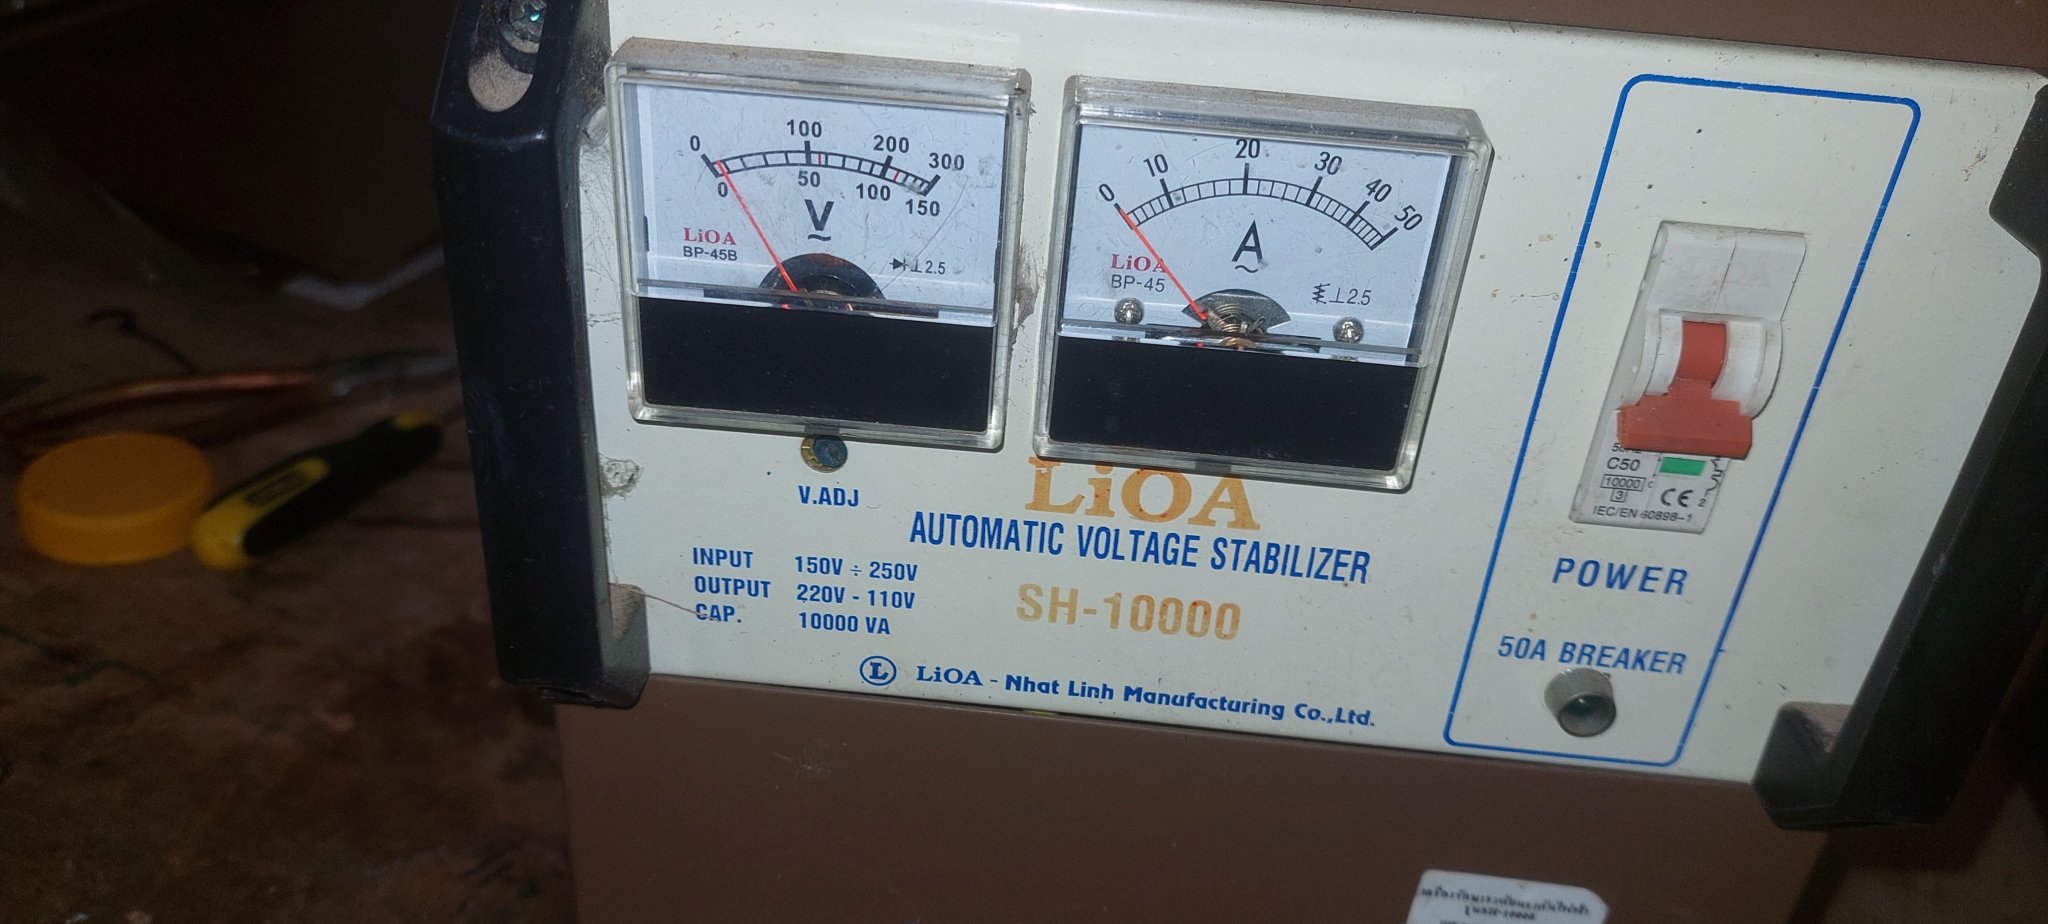 0 100 200 300
0 50 100 150
V
LiOA
BP-45B
2.5
0 10 20 30 40 50
A
LiOA
BP-45
2.5
C50
10000
3
CE
2
IEC/EN 60898-1
V.ADJ
LiOA
AUTOMATIC VOLTAGE STABILIZER
SH-10000
INPUT 150V ÷ 250V
OUTPUT 220V - 110V
CAP. 10000 VA
L LiOA - Nhat Linh Manufacturing Co.,Ltd.
POWER
50A BREAKER